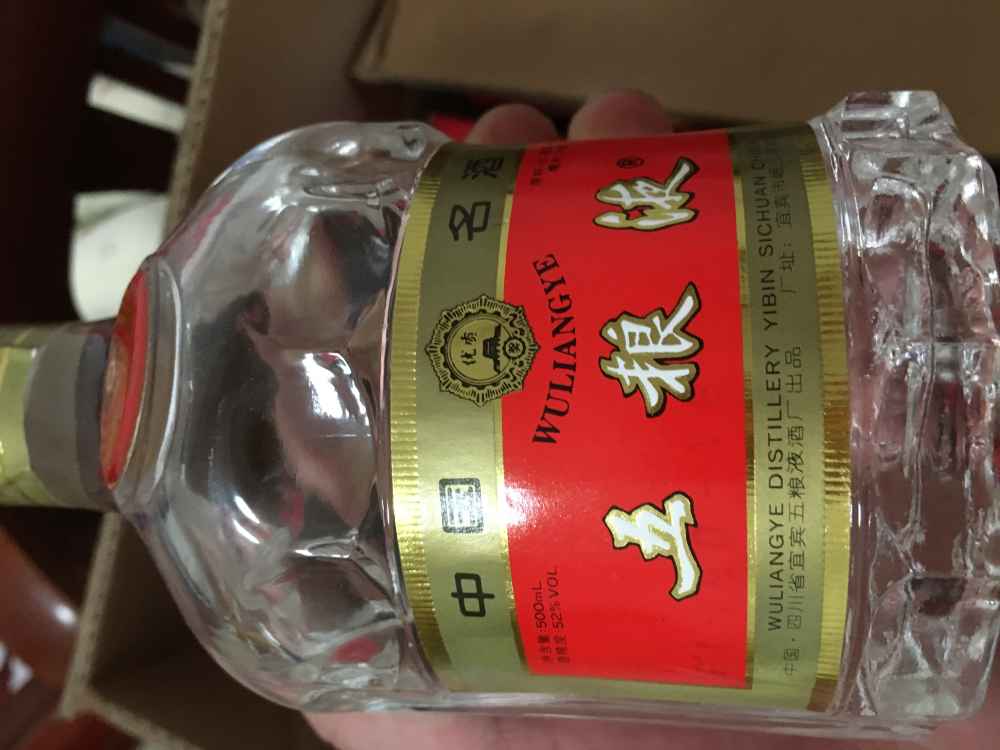 中国名酒
优质
WULIANGYE
五粮液
®
净含量:500mL
酒精度:52%VOL
WULIANGYE DISTILLERY YIBIN SICHUAN
中国·四川省宜宾五粮液酒厂出品 厂址:宜宾市